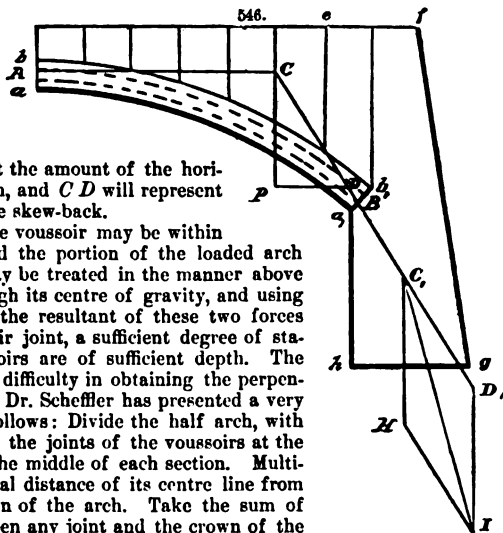 546.
e
f
b
A
a
C
P
D
b,
B
a,
t the amount of the hori-
n, and C D will represent
e skew-back.
e voussoir may be within
d the portion of the loaded arch
y be treated in the manner above
gh its centre of gravity, and using
the resultant of these two forces
ir joint, a sufficient degree of sta-
oirs are of sufficient depth. The
difficulty in obtaining the perpen-
Dr. Scheffler has presented a very
ollows: Divide the half arch, with
the joints of the voussoirs at the
he middle of each section. Multi-
al distance of its centre line from
n of the arch. Take the sum of
en any joint and the crown of the
C,
h
g
D,
H
I